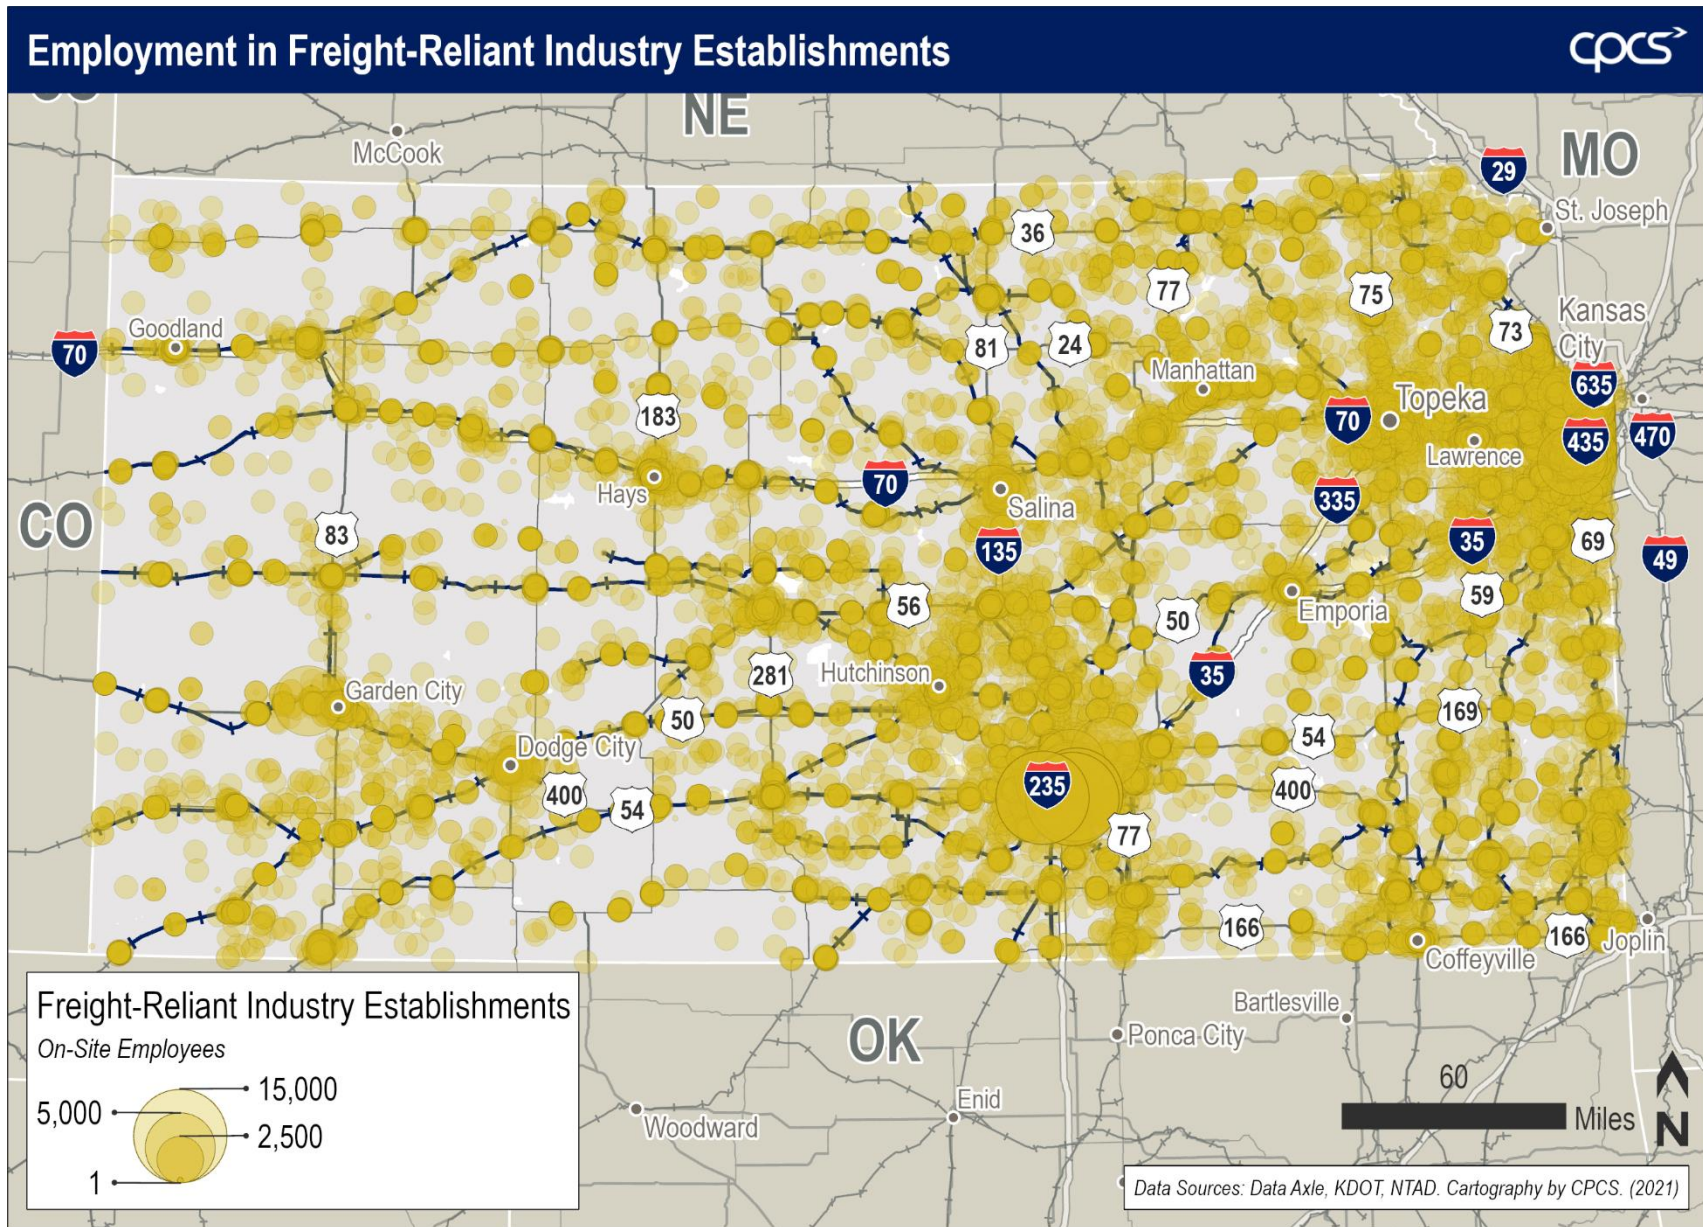 Employment in Freight-Reliant Industry Establishments
cpcs
NE
MO
McCook
29
St. Joseph
36
77
75
Kansas
City
73
Goodland
70
81
24
Manhattan
635
183
Topeka
70
435
470
Lawrence
Hays
70
Salina
335
CO
83
135
35
69
49
56
59
Emporia
50
281
Hutchinson
35
Garden City
50
169
54
Dodge City
235
400
54
400
77
166
166
Joplin
Coffeyville
Bartlesville
OK
Ponca City
Enid
Woodward
60
Miles
N
Freight-Reliant Industry Establishments
On-Site Employees
15,000
5,000
2,500
1
Data Sources: Data Axle, KDOT, NTAD. Cartography by CPCS. (2021)